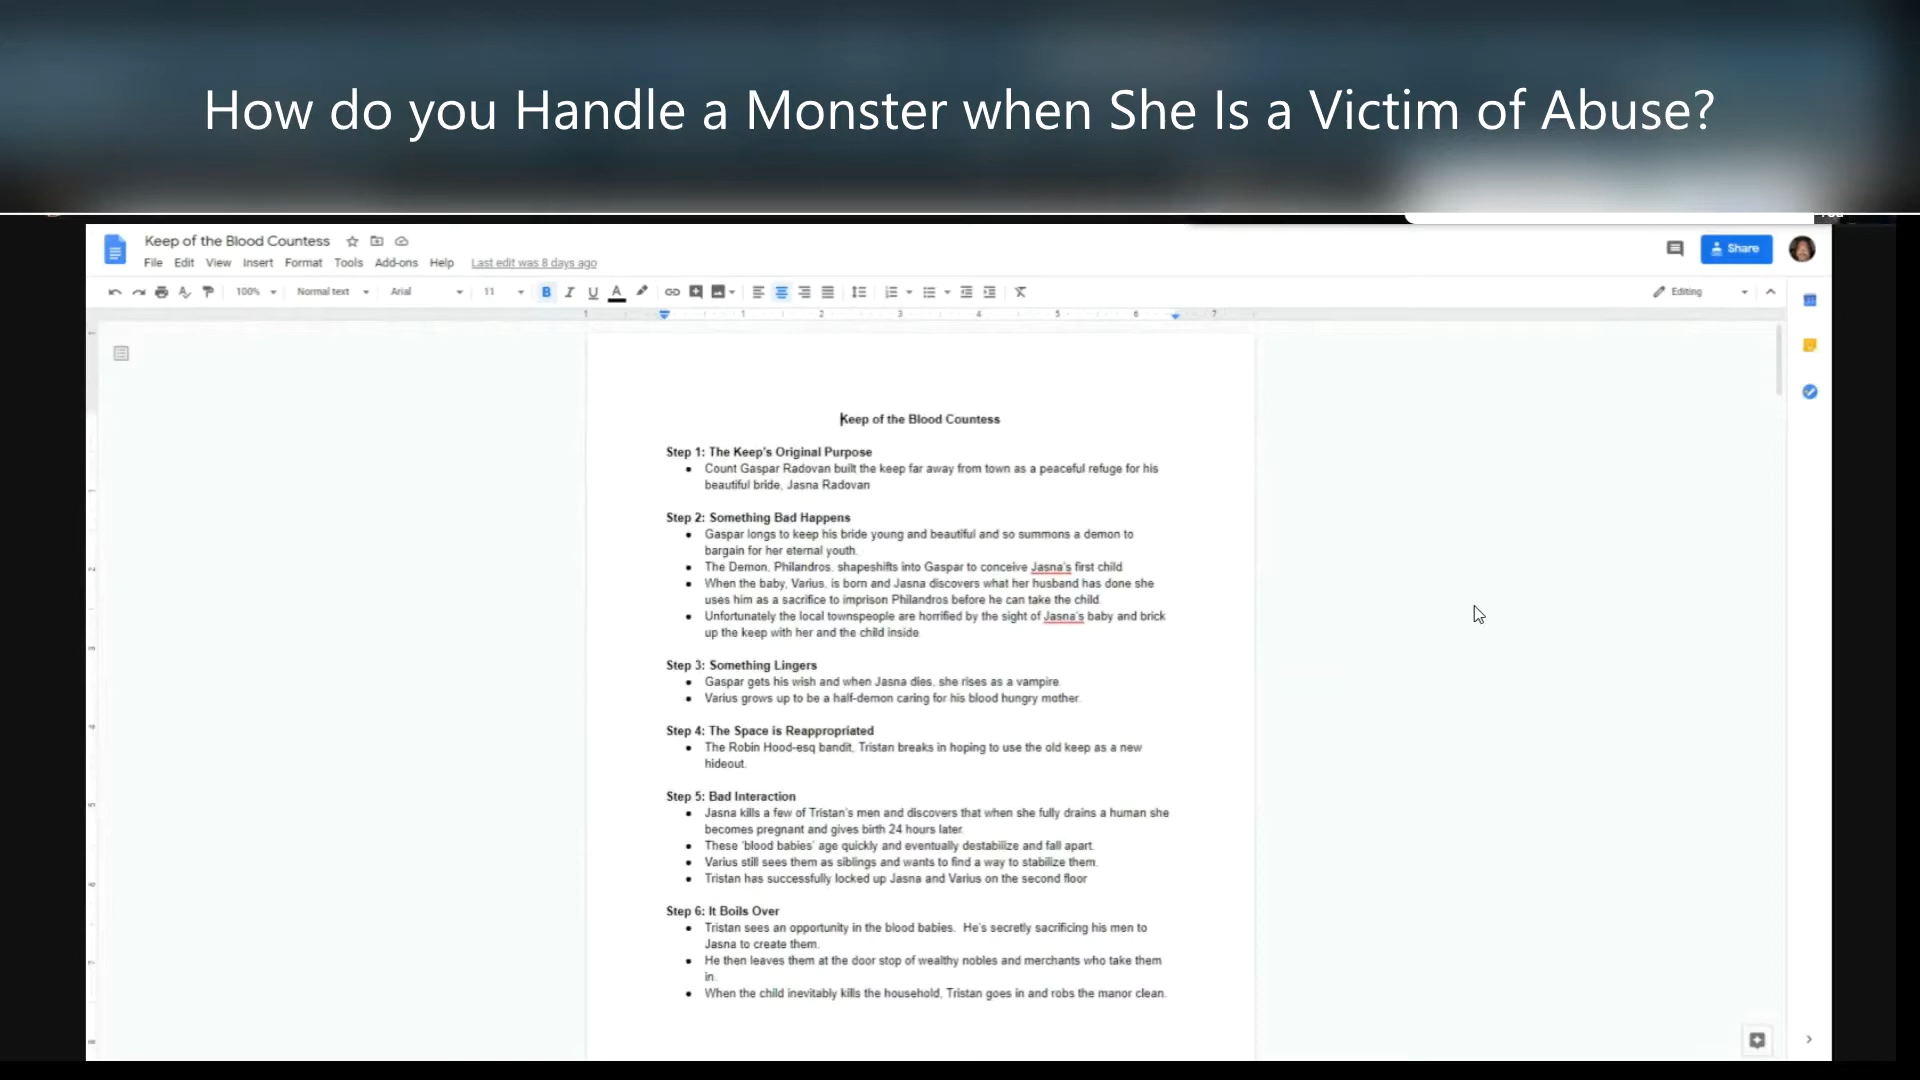 How do you Handle a Monster when She Is a Victim of Abuse?
Keep of the Blood Countess
File Edit View Insert Format Tools Add-ons Help Last edit was 8 days ago
Share
100% Normal text Arial 11 Editing
1 1 2 3 4 5 6 7
Keep of the Blood Countess
Step 1: The Keep's Original Purpose
Count Gaspar Radovan built the keep far away from town as a peaceful refuge for his
beautiful bride, Jasna Radovan
Step 2: Something Bad Happens
Gaspar longs to keep his bride young and beautiful and so summons a demon to
bargain for her eternal youth.
The Demon, Philandros, shapeshifts into Gaspar to conceive Jasna's first child
When the baby, Varius, is born and Jasna discovers what her husband has done she
uses him as a sacrifice to imprison Philandros before he can take the child.
Unfortunately the local townspeople are horrified by the sight of Jasna's baby and brick
up the keep with her and the child inside
Step 3: Something Lingers
Gaspar gets his wish and when Jasna dies, she rises as a vampire.
Varius grows up to be a half-demon caring for his blood hungry mother.
Step 4: The Space is Reappropriated
The Robin Hood-esq bandit, Tristan breaks in hoping to use the old keep as a new
hideout.
Step 5: Bad Interaction
Jasna kills a few of Tristan's men and discovers that when she fully drains a human she
becomes pregnant and gives birth 24 hours later.
These 'blood babies' age quickly and eventually destabilize and fall apart.
Varius still sees them as siblings and wants to find a way to stabilize them.
Tristan has successfully locked up Jasna and Varius on the second floor
Step 6: It Boils Over
Tristan sees an opportunity in the blood babies. He's secretly sacrificing his men to
Jasna to create them.
He then leaves them at the door stop of wealthy nobles and merchants who take them
in.
When the child inevitably kills the household, Tristan goes in and robs the manor clean.